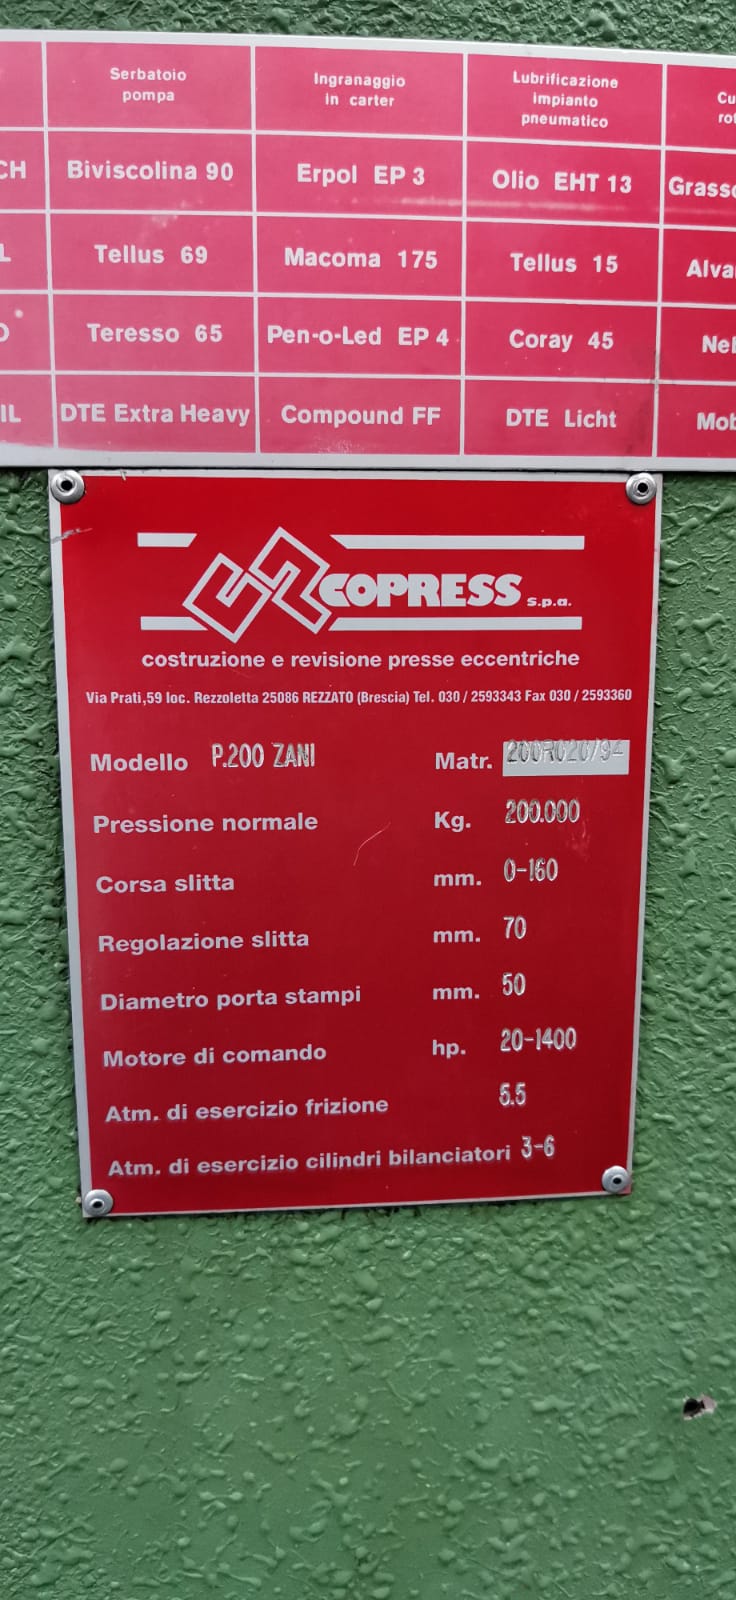 Serbatoio pompa
Ingranaggio in carter
Lubrificazione impianto pneumatico
CH Biviscolina 90 Erpol EP 3 Olio EHT 13
L Tellus 69 Macoma 175 Tellus 15
Teresso 65 Pen-o-Led EP 4 Coray 45
IL DTE Extra Heavy Compound FF DTE Licht
COPRESS s.p.a.
costruzione e revisione presse eccentriche
Via Prati,59 loc. Rezzoletta 25086 REZZATO (Brescia) Tel. 030 / 2593343 Fax 030 / 2593360
Modello P.200 ZANI Matr. 200R020/94
Pressione normale Kg. 200.000
Corsa slitta mm. 0-160
Regolazione slitta mm. 70
Diametro porta stampi mm. 50
Motore di comando hp. 20-1400
Atm. di esercizio frizione 5.5
Atm. di esercizio cilindri bilanciatori 3-6